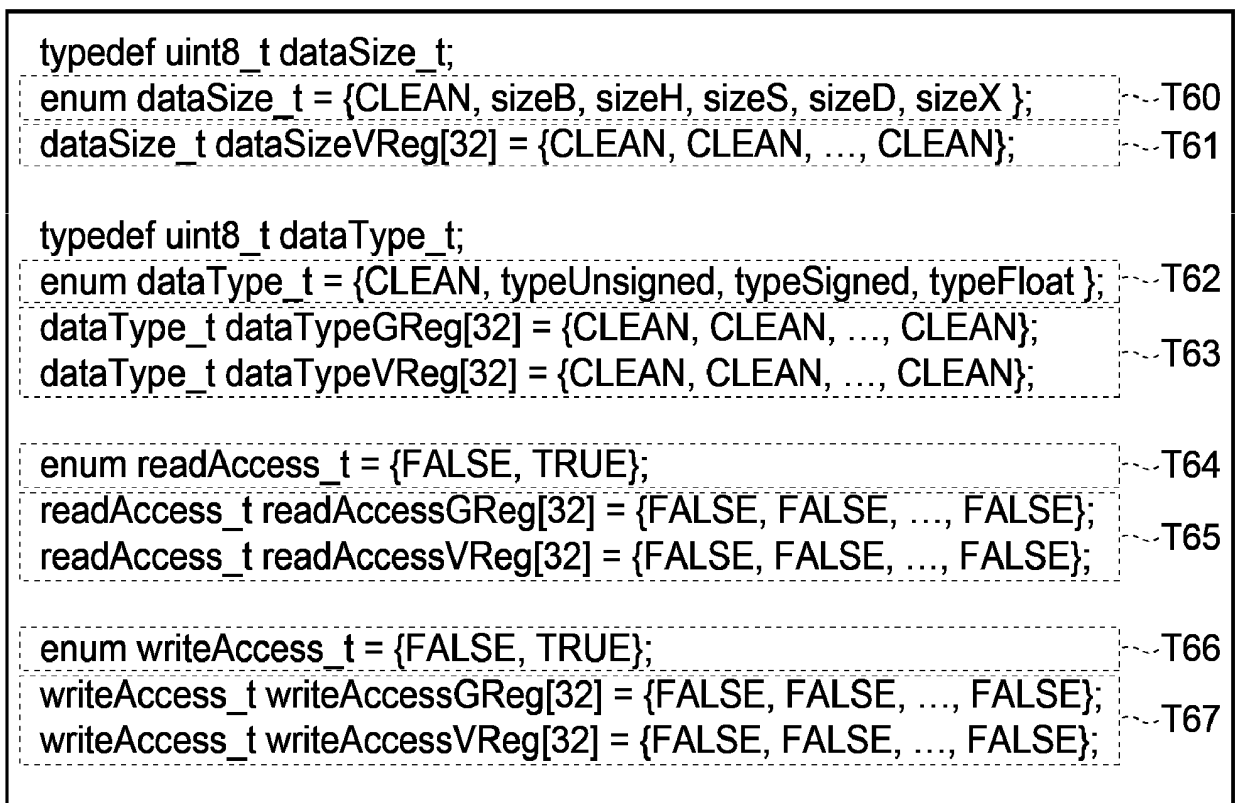 typedef uint8_t dataSize_t;
enum dataSize_t = {CLEAN, sizeB, sizeH, sizeS, sizeD, sizeX }; T60
dataSize_t dataSizeVReg[32] = {CLEAN, CLEAN, ..., CLEAN}; T61
typedef uint8_t dataType_t;
enum dataType_t = {CLEAN, typeUnsigned, typeSigned, typeFloat }; T62
dataType_t dataTypeGReg[32] = {CLEAN, CLEAN, ..., CLEAN};
T63
dataType_t dataTypeVReg[32] = {CLEAN, CLEAN, ..., CLEAN};
enum readAccess_t = {FALSE, TRUE}; T64
readAccess_t readAccessGReg[32] = {FALSE, FALSE, ..., FALSE};
T65
readAccess_t readAccessVReg[32] = {FALSE, FALSE, ..., FALSE};
enum writeAccess_t = {FALSE, TRUE}; T66
writeAccess_t writeAccessGReg[32] = {FALSE, FALSE, ..., FALSE};
T67
writeAccess_t writeAccessVReg[32] = {FALSE, FALSE, ..., FALSE};